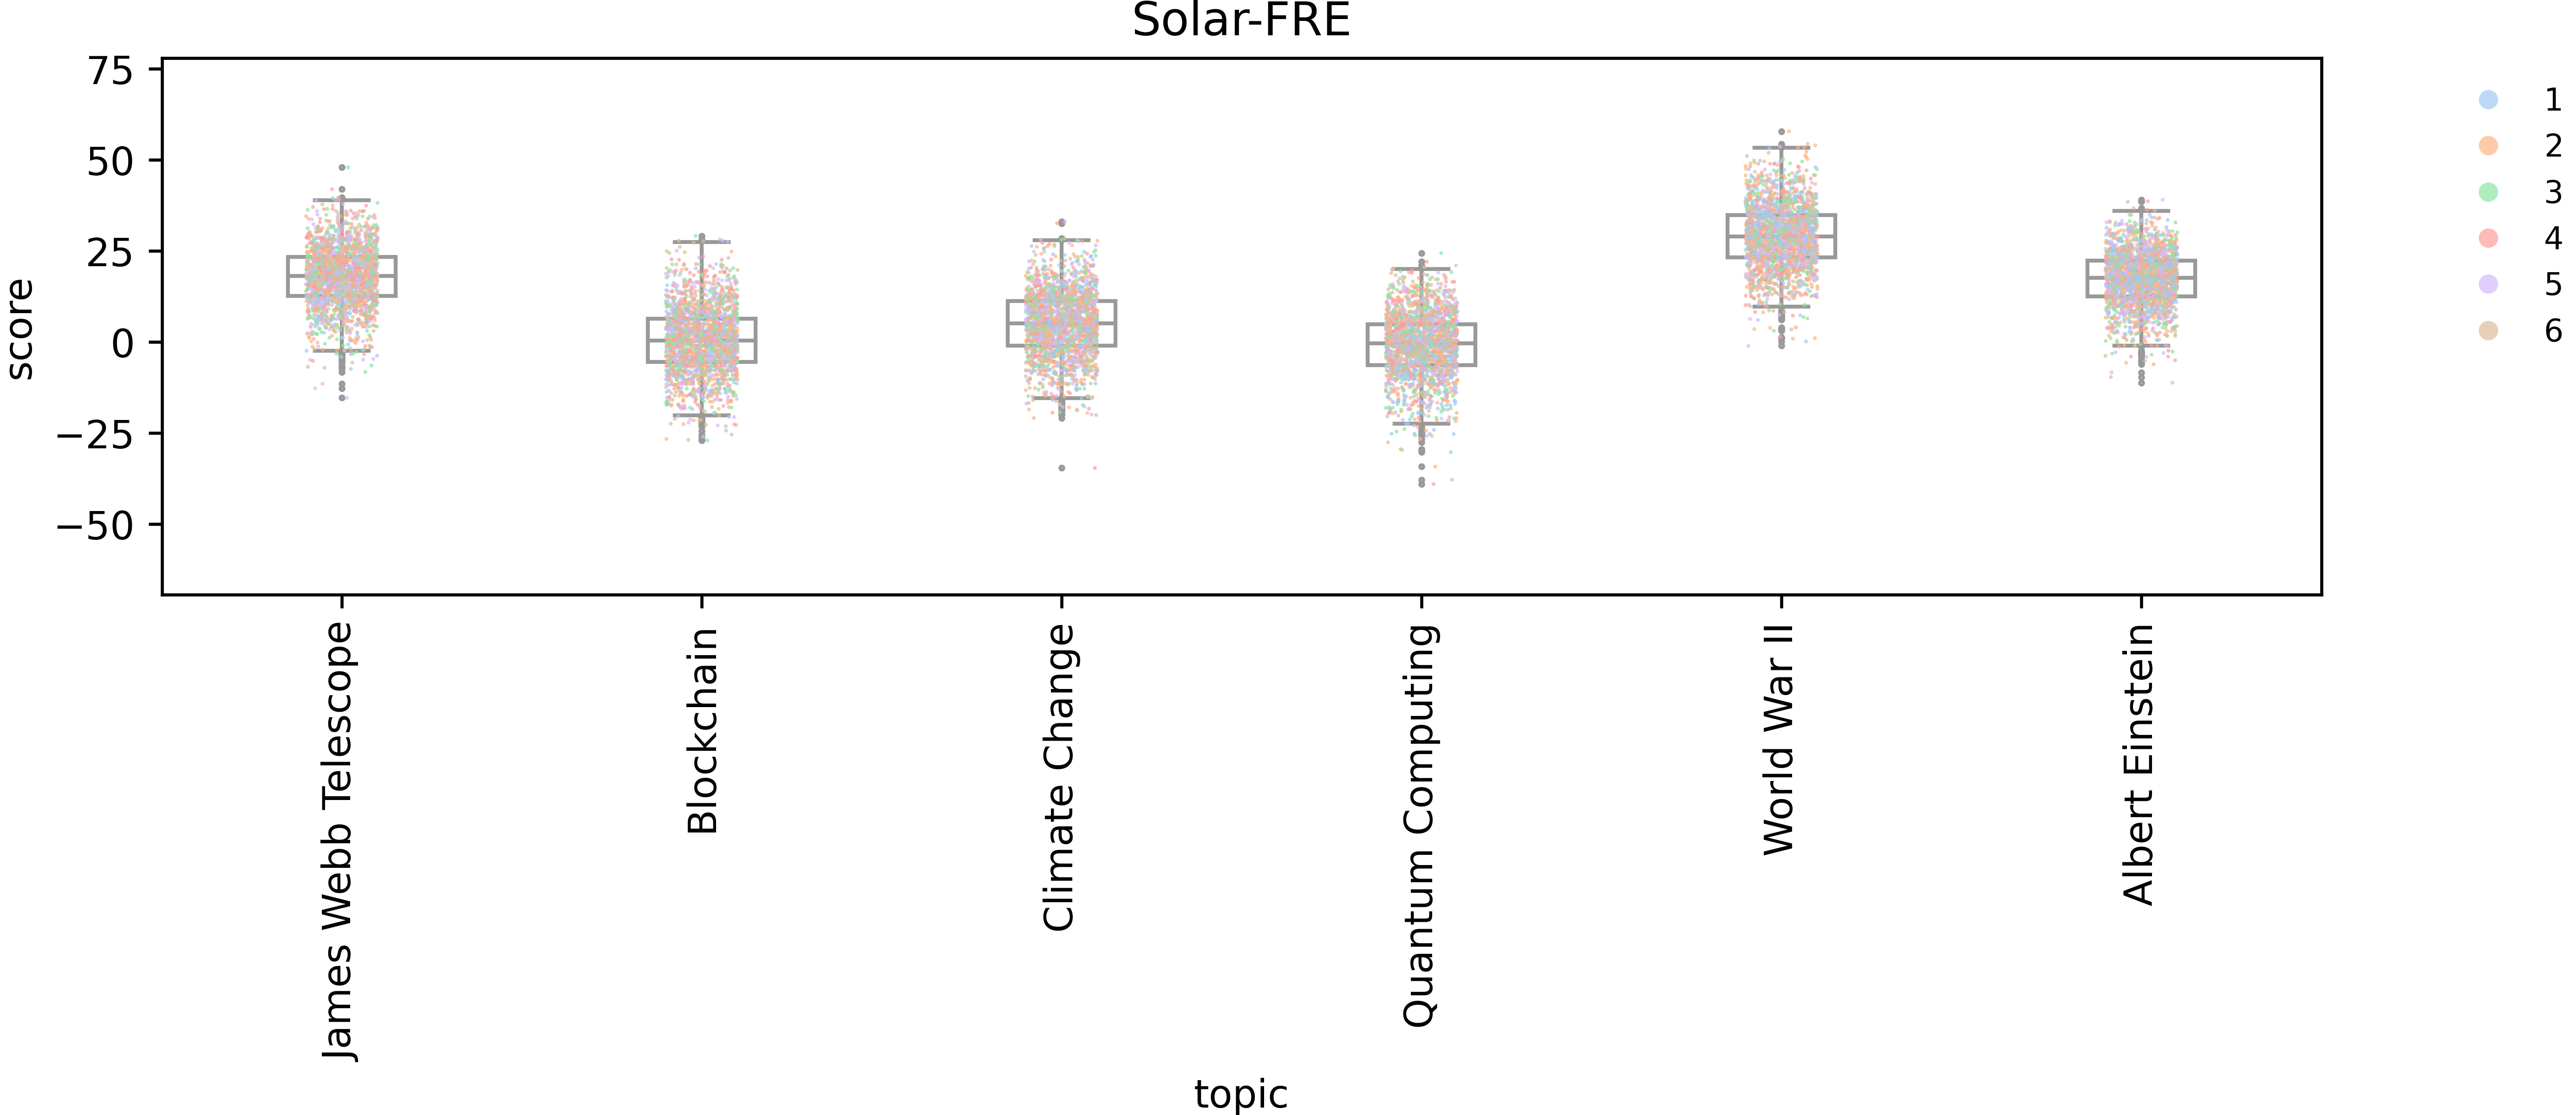 Solar-FRE
75
50
25
0
−25
−50
score
James Webb Telescope
Blockchain
Climate Change
Quantum Computing
World War II
Albert Einstein
topic
1
2
3
4
5
6